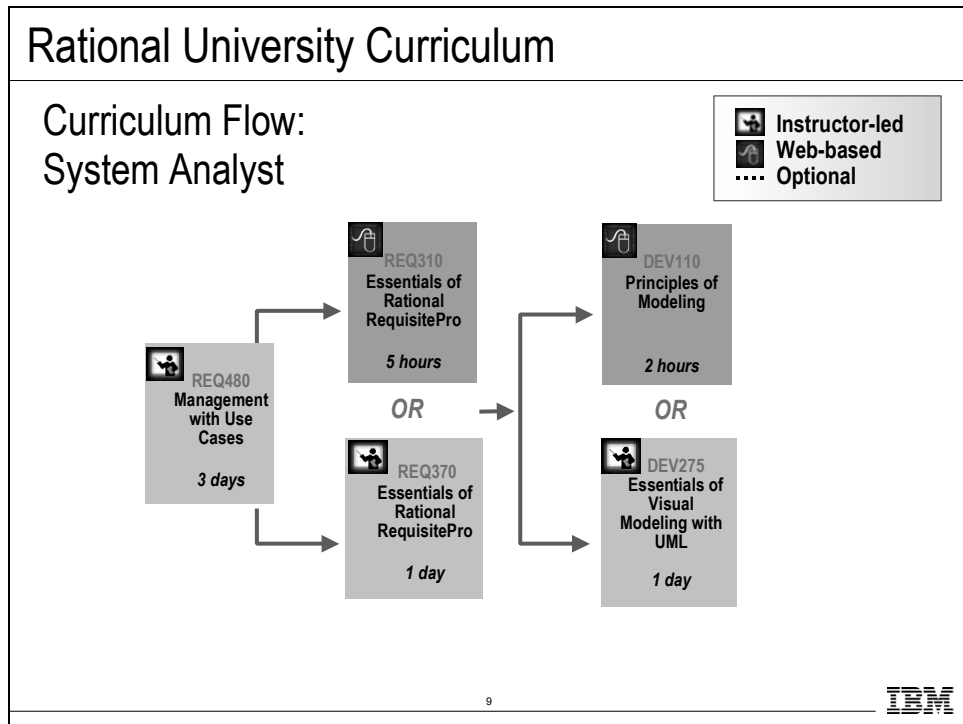 Rational University Curriculum
Curriculum Flow:
System Analyst
Instructor-led
Web-based
Optional
REQ480
Management
with Use
Cases
3 days
REQ310
Essentials of
Rational
RequisitePro
5 hours
OR
REQ370
Essentials of
Rational
RequisitePro
1 day
DEV110
Principles of
Modeling
2 hours
OR
DEV275
Essentials of
Visual
Modeling with
UML
1 day
9
IBM